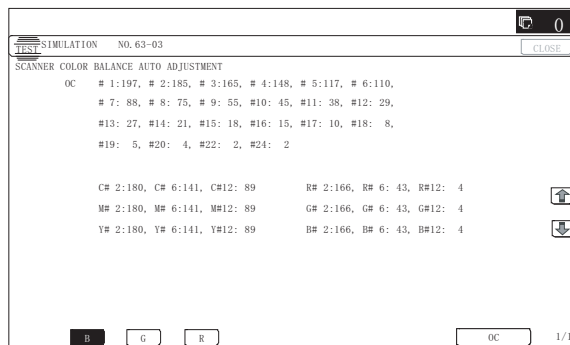 0
TEST SIMULATION NO. 63-03
CLOSE
SCANNER COLOR BALANCE AUTO ADJUSTMENT
OC # 1:197, # 2:185, # 3:165, # 4:148, # 5:117, # 6:110,
# 7: 88, # 8: 75, # 9: 55, #10: 45, #11: 38, #12: 29,
#13: 27, #14: 21, #15: 18, #16: 15, #17: 10, #18: 8,
#19: 5, #20: 4, #22: 2, #24: 2
C# 2:180, C# 6:141, C#12: 89 R# 2:166, R# 6: 43, R#12: 4
M# 2:180, M# 6:141, M#12: 89 G# 2:166, G# 6: 43, G#12: 4
Y# 2:180, Y# 6:141, Y#12: 89 B# 2:166, B# 6: 43, B#12: 4
B G R OC 1/1